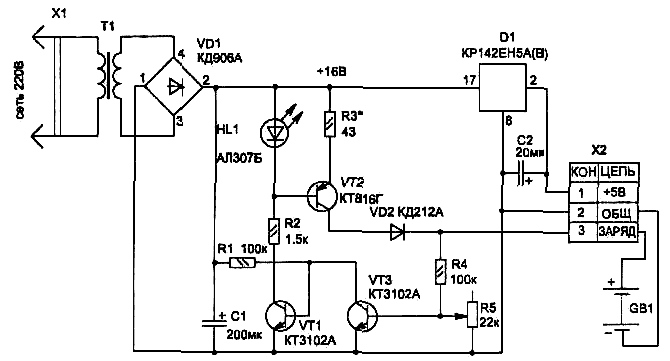 X1
T1
сеть 220В
VD1
КД906А
4
1
2
3
+16В
D1
КР142ЕН5А(В)
17
2
8
HL1
АЛ307Б
R3*
43
C2
20мк
+
VT2
КТ816Г
VD2 КД212А
R2
1.5к
R1 100к
X2
КОН ЦЕПЬ
1 +5В
2 ОБЩ
3 ЗАРЯД
VT3
КТ3102А
R4
100к
R5
22к
+
C1
200мк
VT1
КТ3102А
+
GB1
−